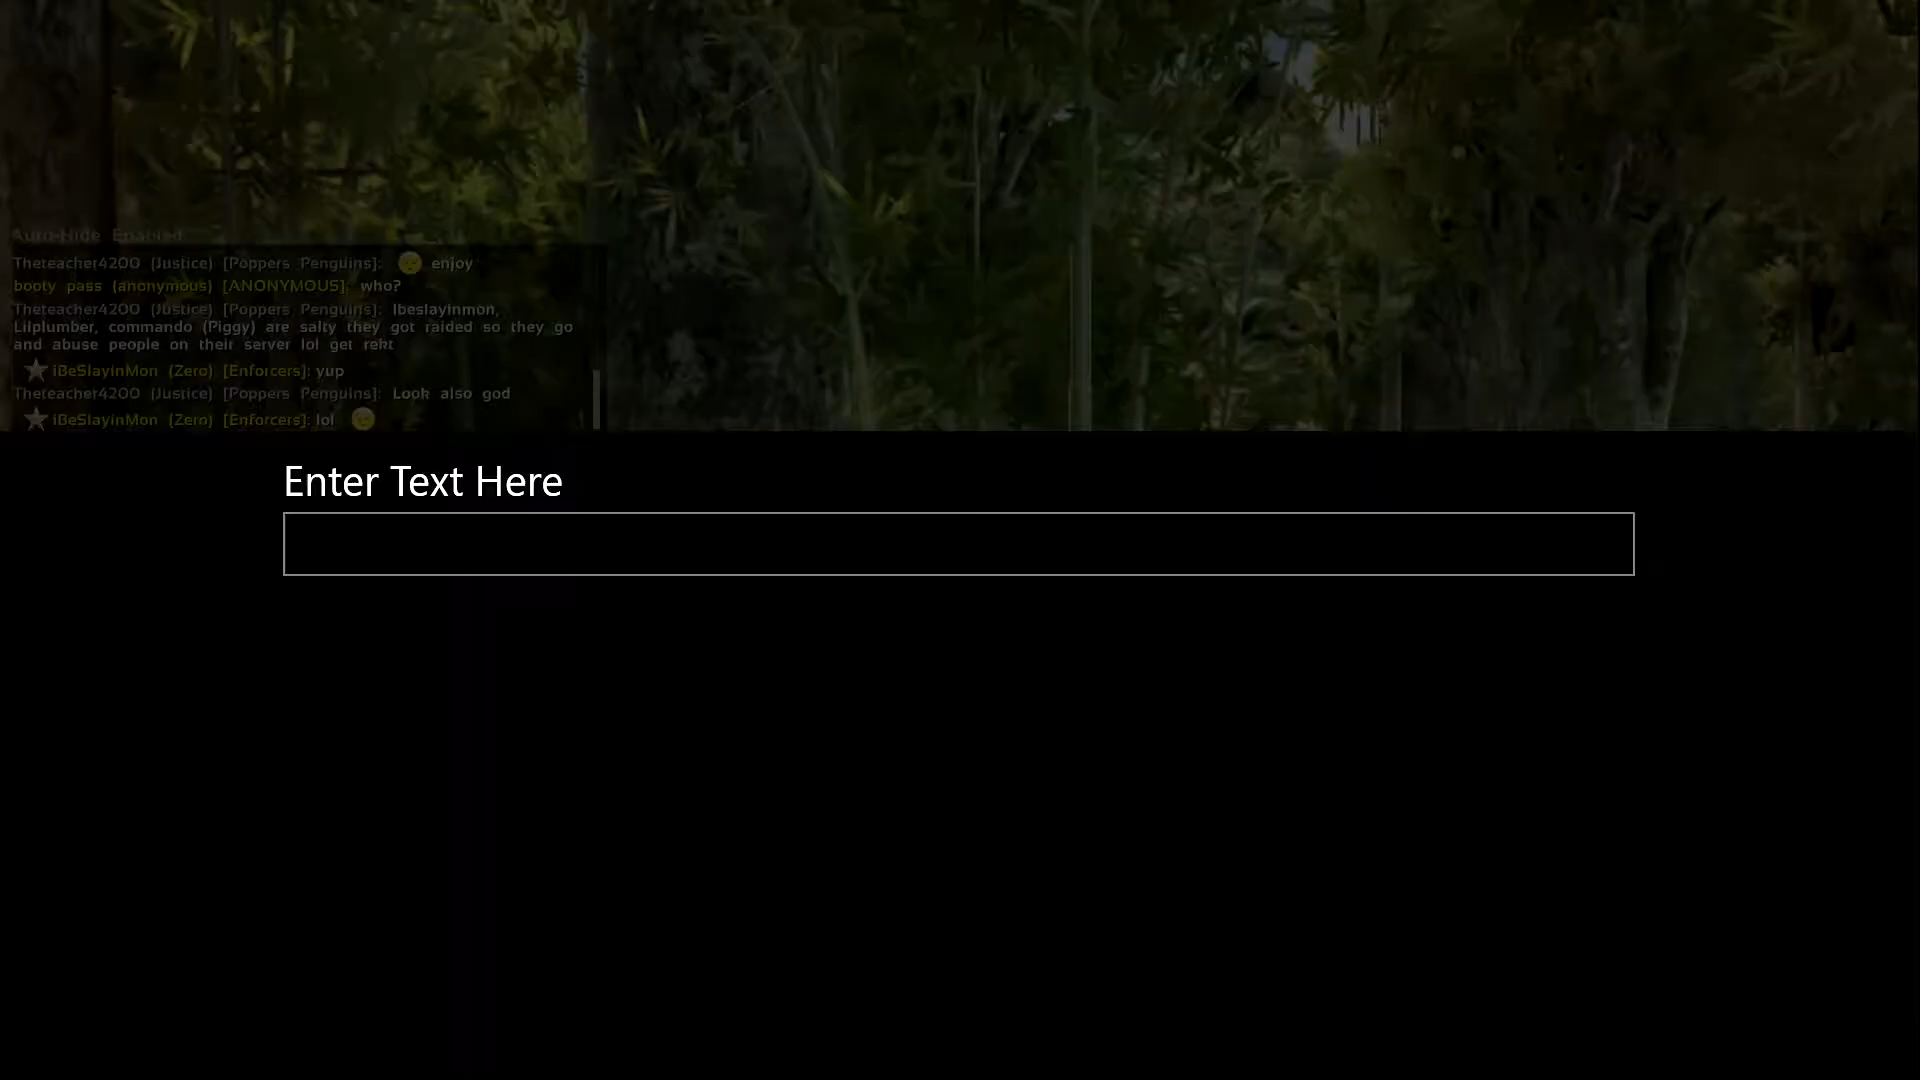 Auto-Hide Enabled
Theteacher4200 (Justice) [Poppers Penguins]: enjoy
booty pass (anonymous) [ANONYMOUS]: who?
Theteacher4200 (Justice) [Poppers Penguins]: Ibeslayinmon,
Lilplumber, commando (Piggy) are salty they got raided so they go
and abuse people on their server lol get rekt
iBeSlayinMon (Zero) [Enforcers]: yup
Theteacher4200 (Justice) [Poppers Penguins]: Look also god
iBeSlayinMon (Zero) [Enforcers]: lol
Enter Text Here